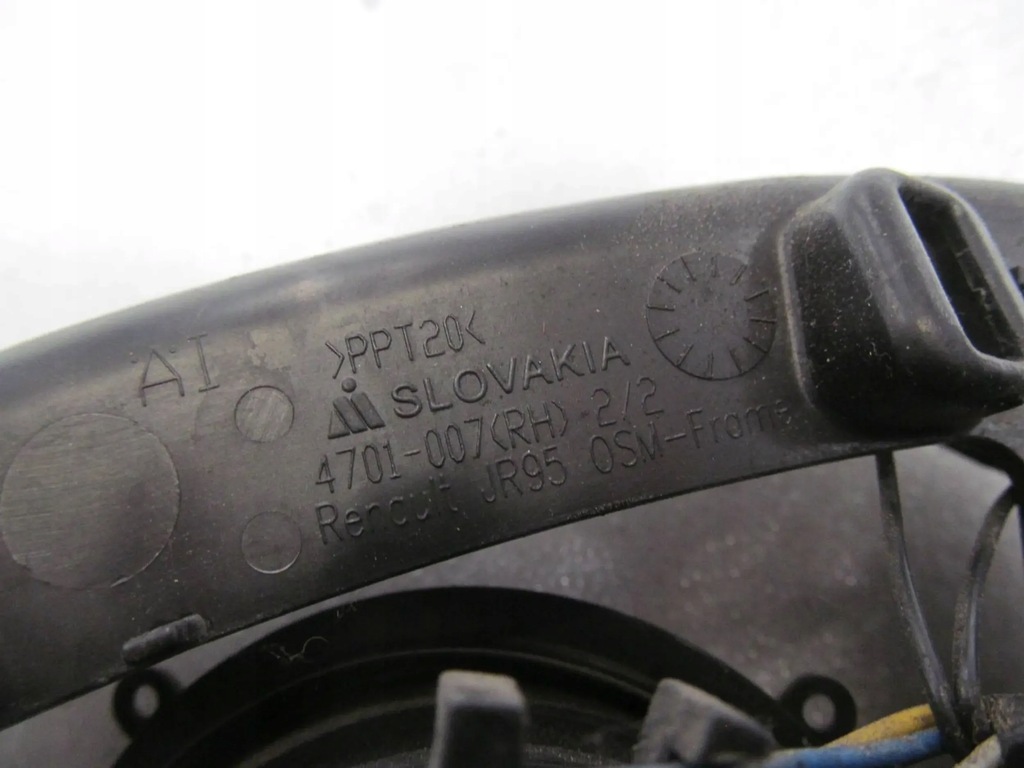 AI
>PPT20<
SLOVAKIA
4701-007(RH) 2/2
Renault JR95 OSM-Frame